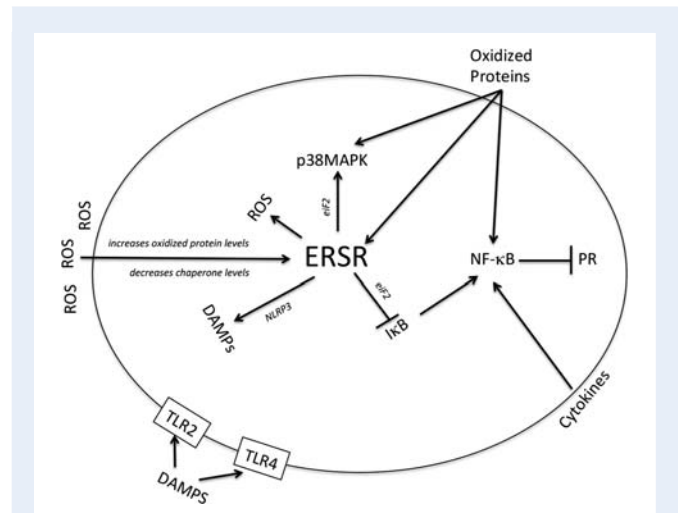 Oxidized
Proteins
p38MAPK
eiF2
ROS
ROS
ROS
ROS
increases oxidized protein levels
decreases chaperone levels
ERSR
NF-κB
PR
eiF2
NLRP3
DAMPs
IκB
Cytokines
TLR2
TLR4
DAMPS